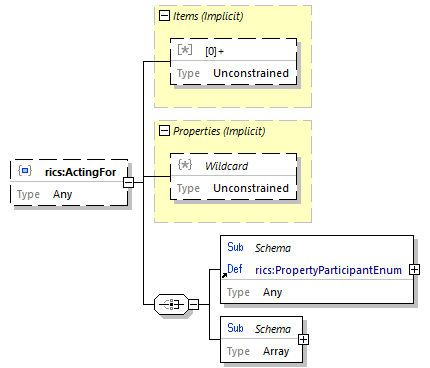 Items (Implicit)
[0]+
Type Unconstrained
Properties (Implicit)
Wildcard
Type Unconstrained
rics:ActingFor
Type Any
Sub Schema
Def rics:PropertyParticipantEnum
Type Any
Sub Schema
Type Array